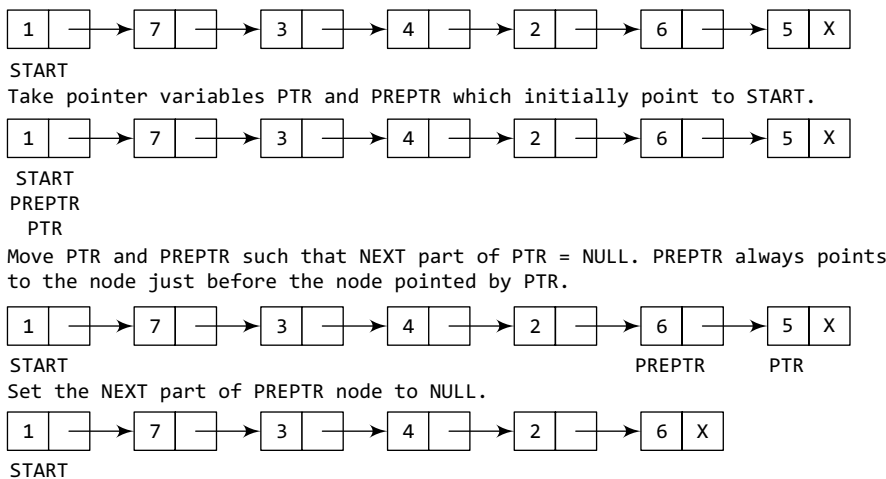 1 7 3 4 2 6 5 X
START
Take pointer variables PTR and PREPTR which initially point to START.
1 7 3 4 2 6 5 X
START
PREPTR
PTR
Move PTR and PREPTR such that NEXT part of PTR = NULL. PREPTR always points
to the node just before the node pointed by PTR.
1 7 3 4 2 6 5 X
START PREPTR PTR
Set the NEXT part of PREPTR node to NULL.
1 7 3 4 2 6 X
START